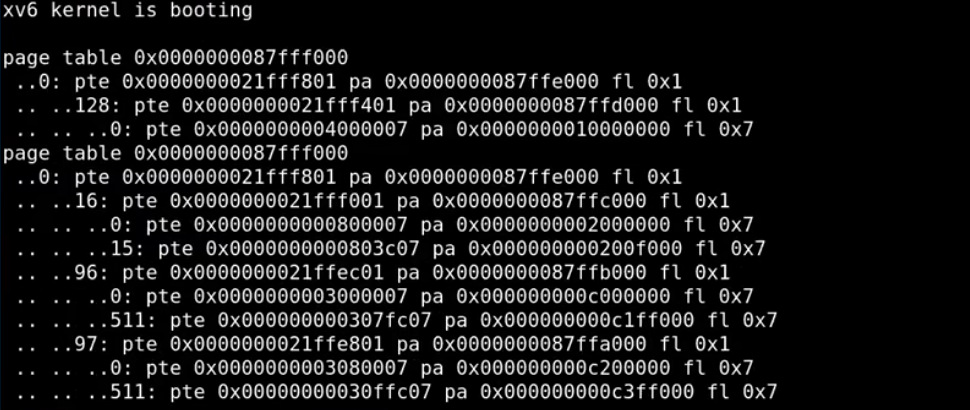 xv6 kernel is booting
page table 0x0000000087fff000
..0: pte 0x0000000021fff801 pa 0x0000000087ffe000 fl 0x1
.. ..128: pte 0x0000000021fff401 pa 0x0000000087ffd000 fl 0x1
.. .. ..0: pte 0x0000000004000007 pa 0x0000000010000000 fl 0x7
page table 0x0000000087fff000
..0: pte 0x0000000021fff801 pa 0x0000000087ffe000 fl 0x1
.. ..16: pte 0x0000000021fff001 pa 0x0000000087ffc000 fl 0x1
.. .. ..0: pte 0x0000000000800007 pa 0x0000000002000000 fl 0x7
.. .. ..15: pte 0x0000000000803c07 pa 0x000000000200f000 fl 0x7
.. ..96: pte 0x0000000021ffec01 pa 0x0000000087ffb000 fl 0x1
.. .. ..0: pte 0x0000000003000007 pa 0x000000000c000000 fl 0x7
.. .. ..511: pte 0x000000000307fc07 pa 0x000000000c1ff000 fl 0x7
.. ..97: pte 0x0000000021ffe801 pa 0x0000000087ffa000 fl 0x1
.. .. ..0: pte 0x0000000003080007 pa 0x000000000c200000 fl 0x7
.. .. ..511: pte 0x00000000030ffc07 pa 0x000000000c3ff000 fl 0x7